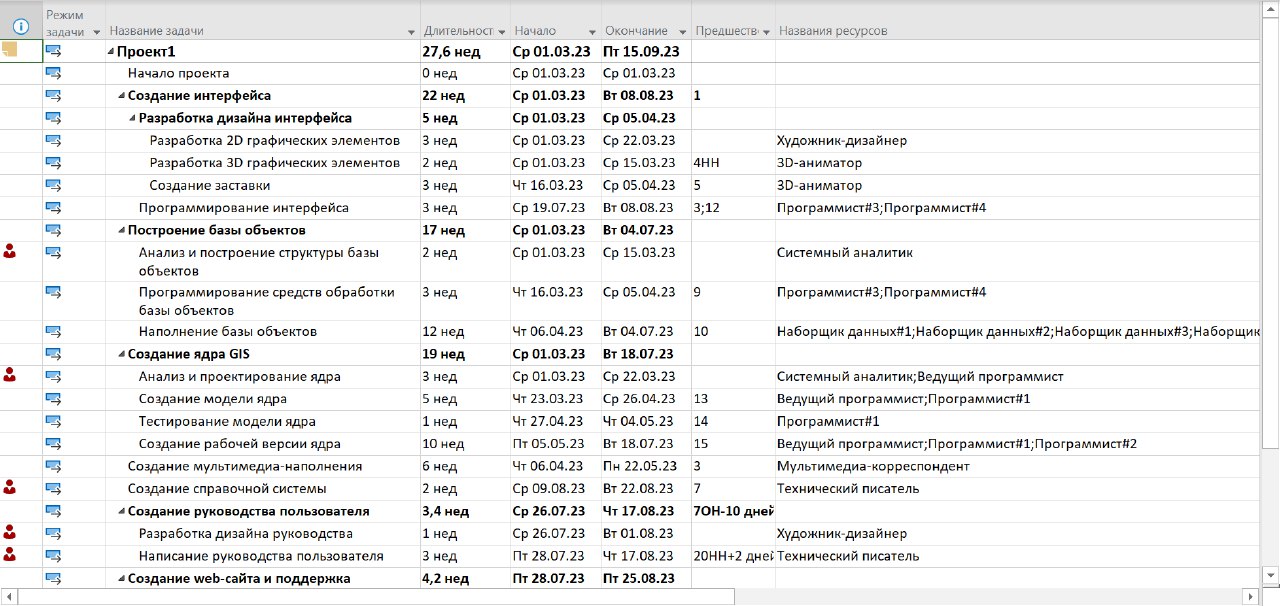 Режим
задачи Название задачи Длительност Начало Окончание Предшеств Названия ресурсов
Проект1 27,6 нед Ср 01.03.23 Пт 15.09.23
Начало проекта 0 нед Ср 01.03.23 Ср 01.03.23
Создание интерфейса 22 нед Ср 01.03.23 Вт 08.08.23 1
Разработка дизайна интерфейса 5 нед Ср 01.03.23 Ср 05.04.23
Разработка 2D графических элементов 3 нед Ср 01.03.23 Ср 22.03.23 Художник-дизайнер
Разработка 3D графических элементов 2 нед Ср 01.03.23 Ср 15.03.23 4НН 3D-аниматор
Создание заставки 3 нед Чт 16.03.23 Ср 05.04.23 5 3D-аниматор
Программирование интерфейса 3 нед Ср 19.07.23 Вт 08.08.23 3;12 Программист#3;Программист#4
Построение базы объектов 17 нед Ср 01.03.23 Вт 04.07.23
Анализ и построение структуры базы 2 нед Ср 01.03.23 Ср 15.03.23 Системный аналитик
объектов
Программирование средств обработки 3 нед Чт 16.03.23 Ср 05.04.23 9 Программист#3;Программист#4
базы объектов
Наполнение базы объектов 12 нед Чт 06.04.23 Вт 04.07.23 10 Наборщик данных#1;Наборщик данных#2;Наборщик данных#3;Наборщик
Создание ядра GIS 19 нед Ср 01.03.23 Вт 18.07.23
Анализ и проектирование ядра 3 нед Ср 01.03.23 Ср 22.03.23 Системный аналитик;Ведущий программист
Создание модели ядра 5 нед Чт 23.03.23 Ср 26.04.23 13 Ведущий программист;Программист#1
Тестирование модели ядра 1 нед Чт 27.04.23 Чт 04.05.23 14 Программист#1
Создание рабочей версии ядра 10 нед Пт 05.05.23 Вт 18.07.23 15 Ведущий программист;Программист#1;Программист#2
Создание мультимедиа-наполнения 6 нед Чт 06.04.23 Пн 22.05.23 3 Мультимедиа-корреспондент
Создание справочной системы 2 нед Ср 09.08.23 Вт 22.08.23 7 Технический писатель
Создание руководства пользователя 3,4 нед Ср 26.07.23 Чт 17.08.23 7ОН-10 дней
Разработка дизайна руководства 1 нед Ср 26.07.23 Вт 01.08.23 Художник-дизайнер
Написание руководства пользователя 3 нед Пт 28.07.23 Чт 17.08.23 20НН+2 дней Технический писатель
Создание web-сайта и поддержка 4,2 нед Пт 28.07.23 Пт 25.08.23